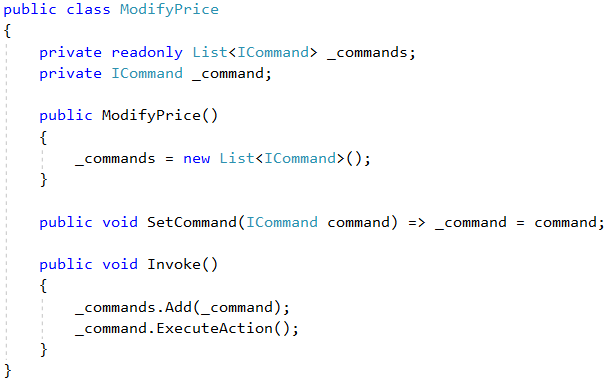 public class ModifyPrice
{
    private readonly List<ICommand> _commands;
    private ICommand _command;

    public ModifyPrice()
    {
        _commands = new List<ICommand>();
    }

    public void SetCommand(ICommand command) => _command = command;

    public void Invoke()
    {
        _commands.Add(_command);
        _command.ExecuteAction();
    }
}